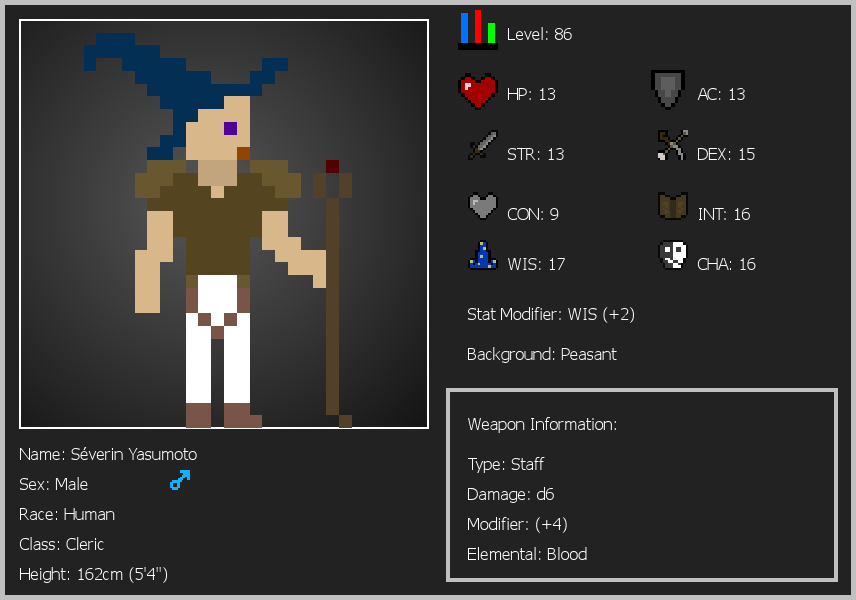 Level: 86
HP: 13
AC: 13
STR: 13
DEX: 15
CON: 9
INT: 16
WIS: 17
CHA: 16
Stat Modifier: WIS (+2)
Background: Peasant
Weapon Information:
Type: Staff
Damage: d6
Modifier: (+4)
Elemental: Blood
Name: Séverin Yasumoto
Sex: Male
Race: Human
Class: Cleric
Height: 162cm (5'4")